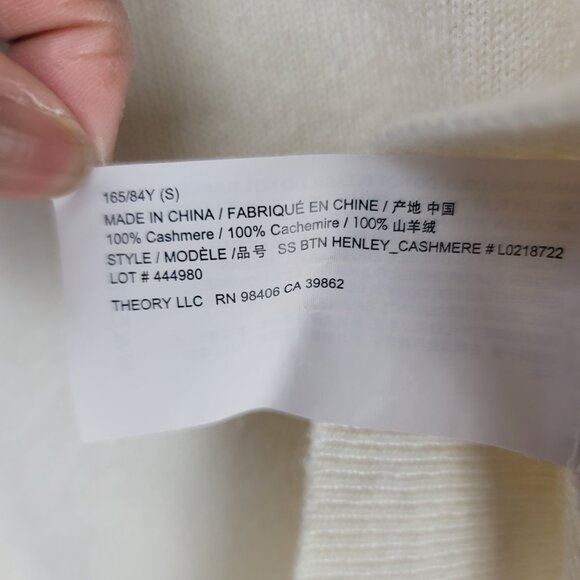 165/84Y (S)
MADE IN CHINA / FABRIQUÉ EN CHINE / 产地 中国
100% Cashmere / 100% Cachemire / 100% 山羊绒
STYLE / MODÈLE /品号 SS BTN HENLEY_CASHMERE # L0218722
LOT # 444980
THEORY LLC RN 98406 CA 39862